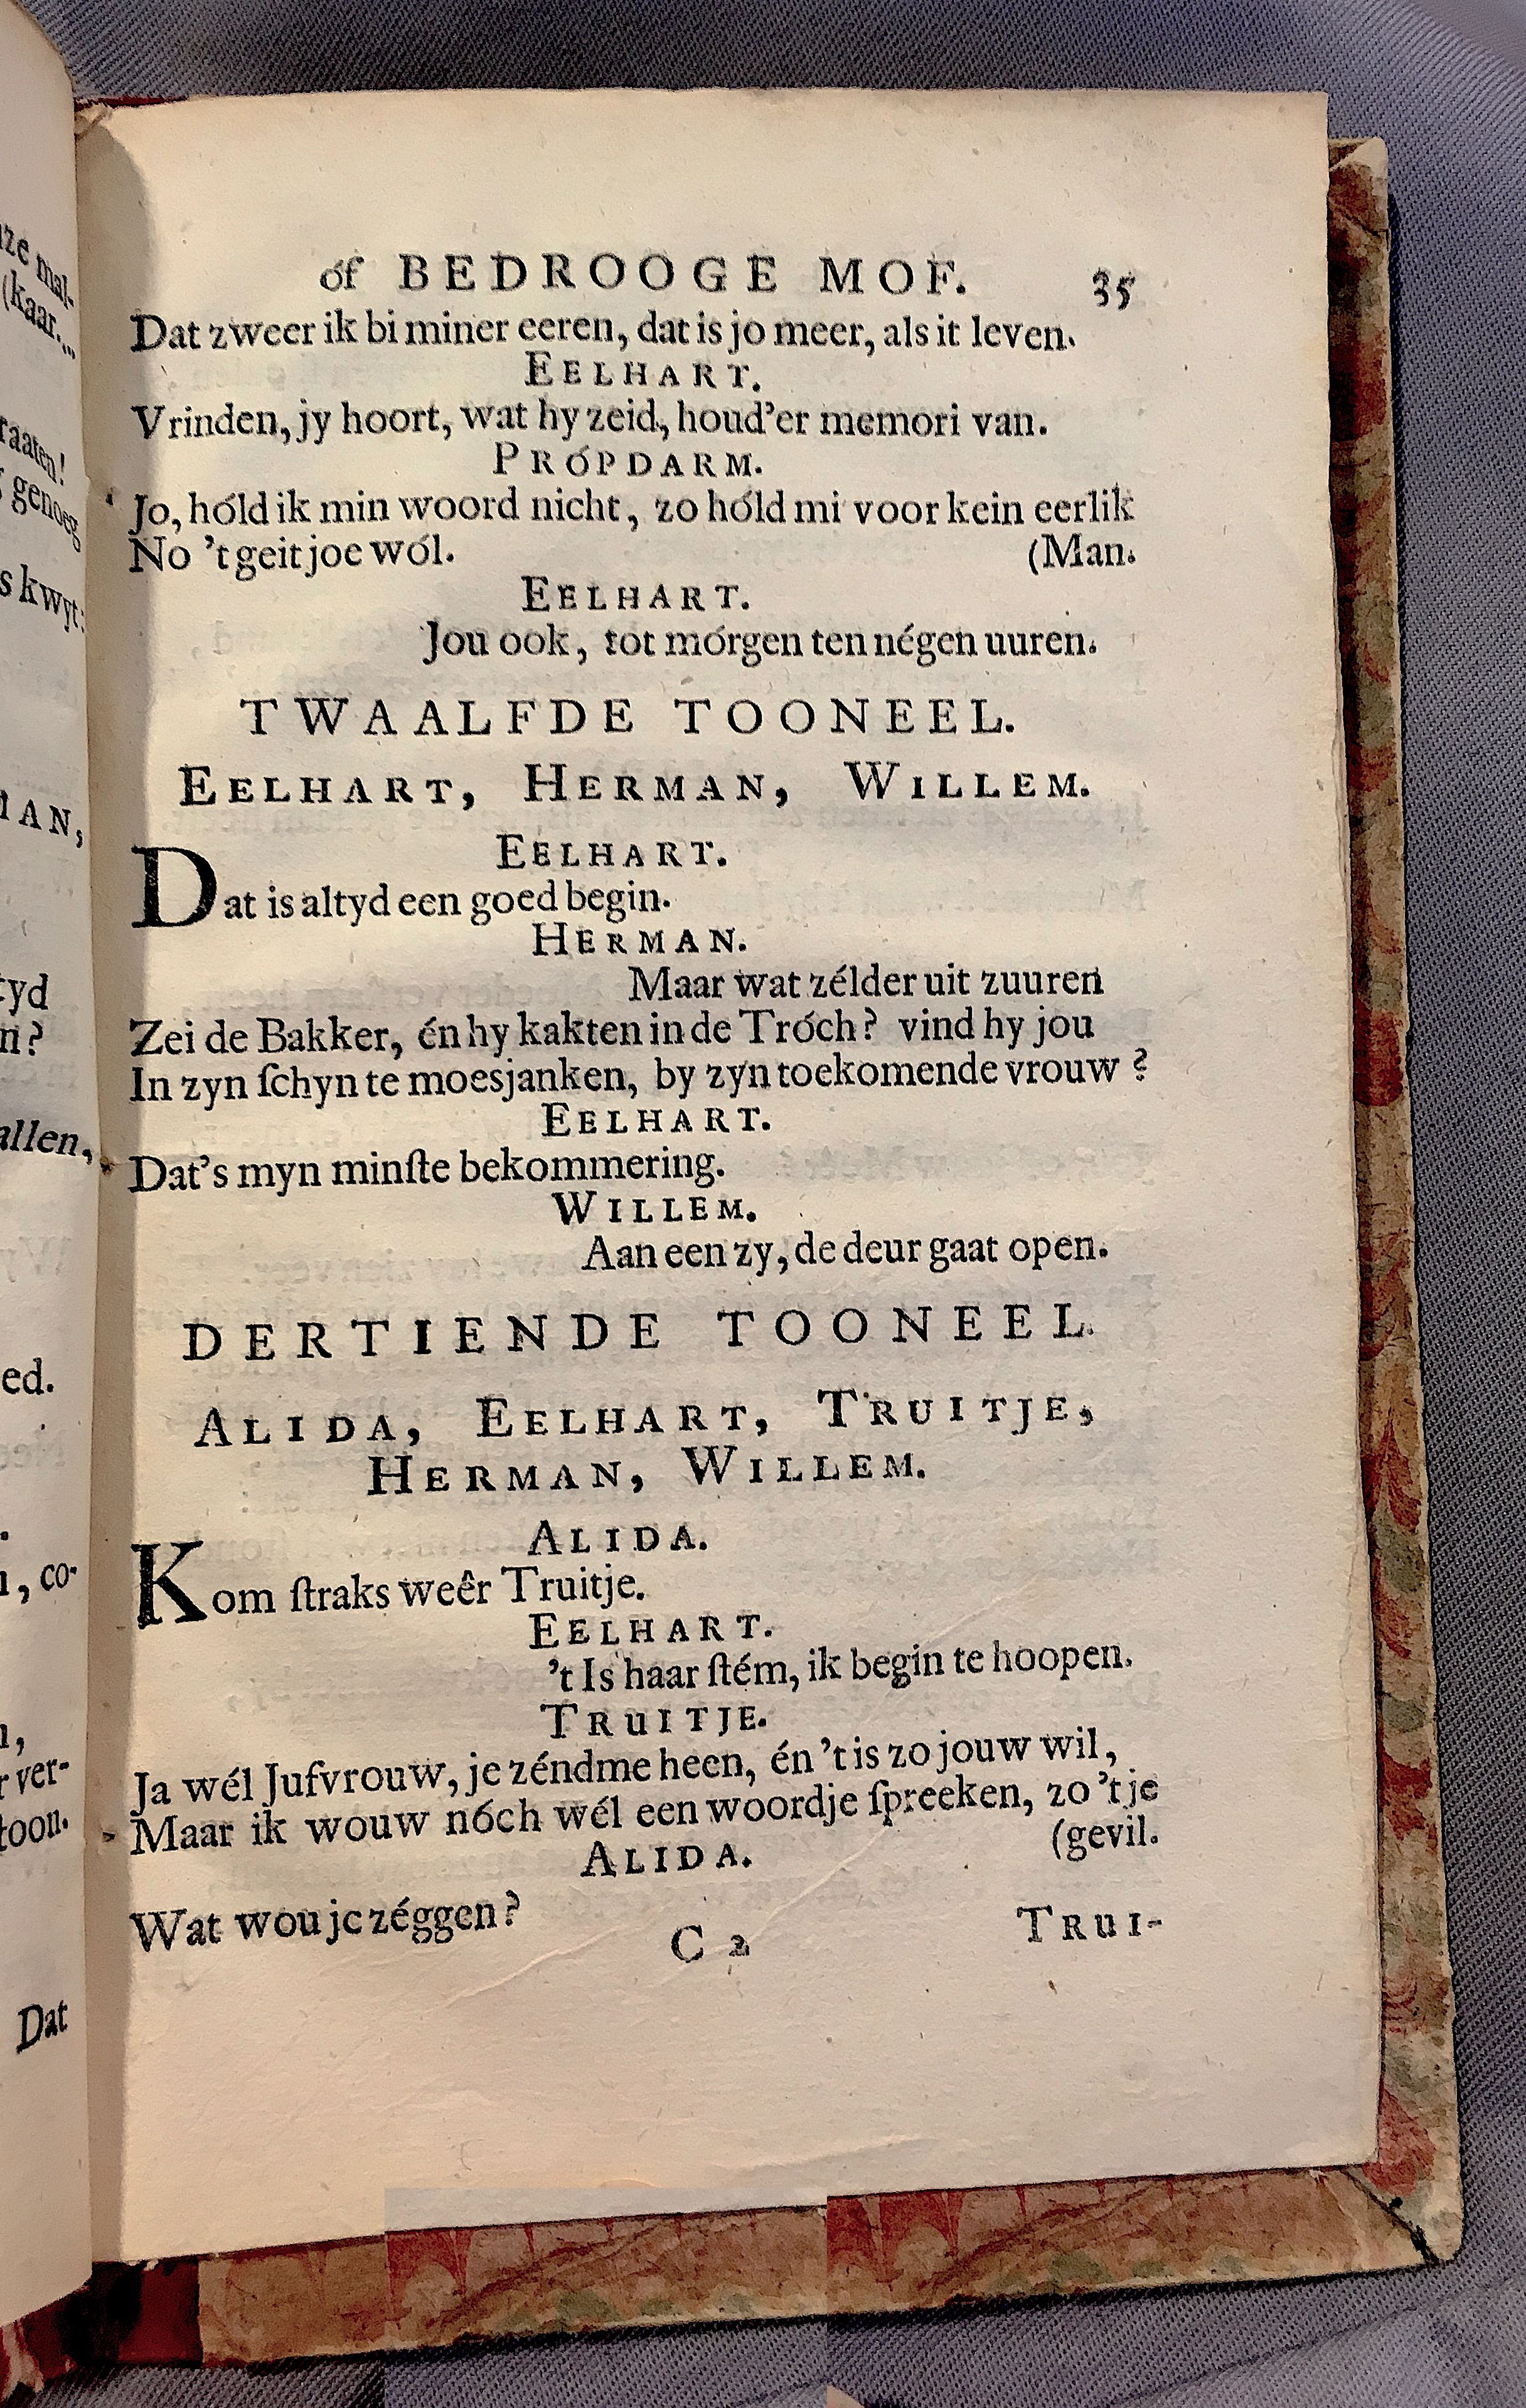 óf BEDROOGE MOF. 35
Dat zweer ik bi miner eeren, dat is jo meer, als it leven.
EELHART.
Vrinden, jy hoort, wat hy zeid, houd'er memori van.
PRÓPDARM.
Jo, hóld ik min woord nicht, zo hóld mi voor kein eerlik
No 't geit joe wól. (Man.
EELHART.
Jou ook, tot mórgen ten négen uuren.
TWAALFDE TOONEEL.
EELHART, HERMAN, WILLEM.
EELHART.
Dat is altyd een goed begin.
HERMAN.
Maar wat zélder uit zuuren
Zei de Bakker, én hy kakten in de Tróch? vind hy jou
In zyn ſchyn te moesjanken, by zyn toekomende vrouw?
EELHART.
Dat's myn minſte bekommering.
WILLEM.
Aan een zy, de deur gaat open.
DERTIENDE TOONEEL.
ALIDA, EELHART, TRUITJE,
HERMAN, WILLEM.
ALIDA.
Kom ſtraks weêr Truitje.
EELHART.
't Is haar ſtém, ik begin te hoopen.
TRUITJE.
Ja wél Jufvrouw, je zéndme heen, én 't is zo jouw wil,
Maar ik wouw nóch wél een woordje ſpreeken, zo 't je
(gevil.
ALIDA.
Wat wou je zéggen?
C 2 TRUI-